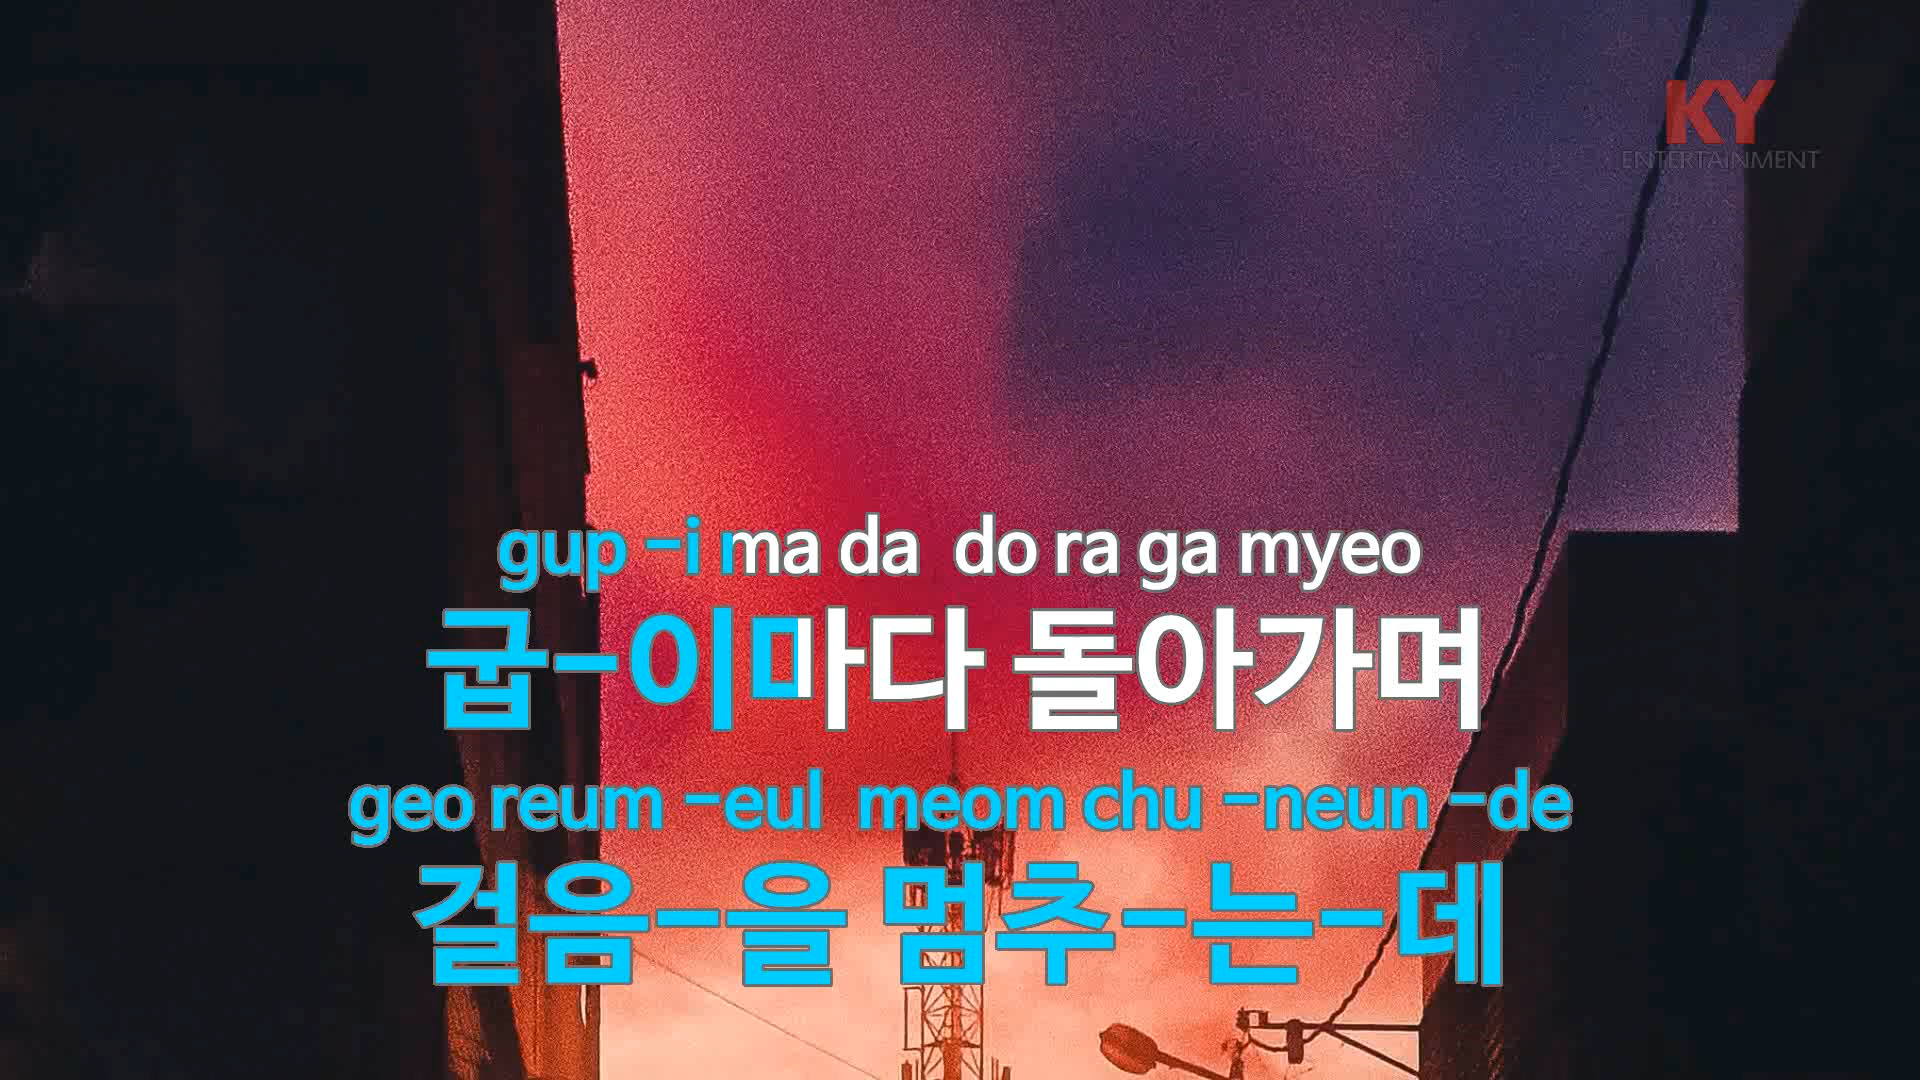 KY
ENTERTAINMENT
gup -i ma da do ra ga myeo
굽-이마다 돌아가며
geo reum -eul meom chu -neun -de
걸음-을 멈추-는-데